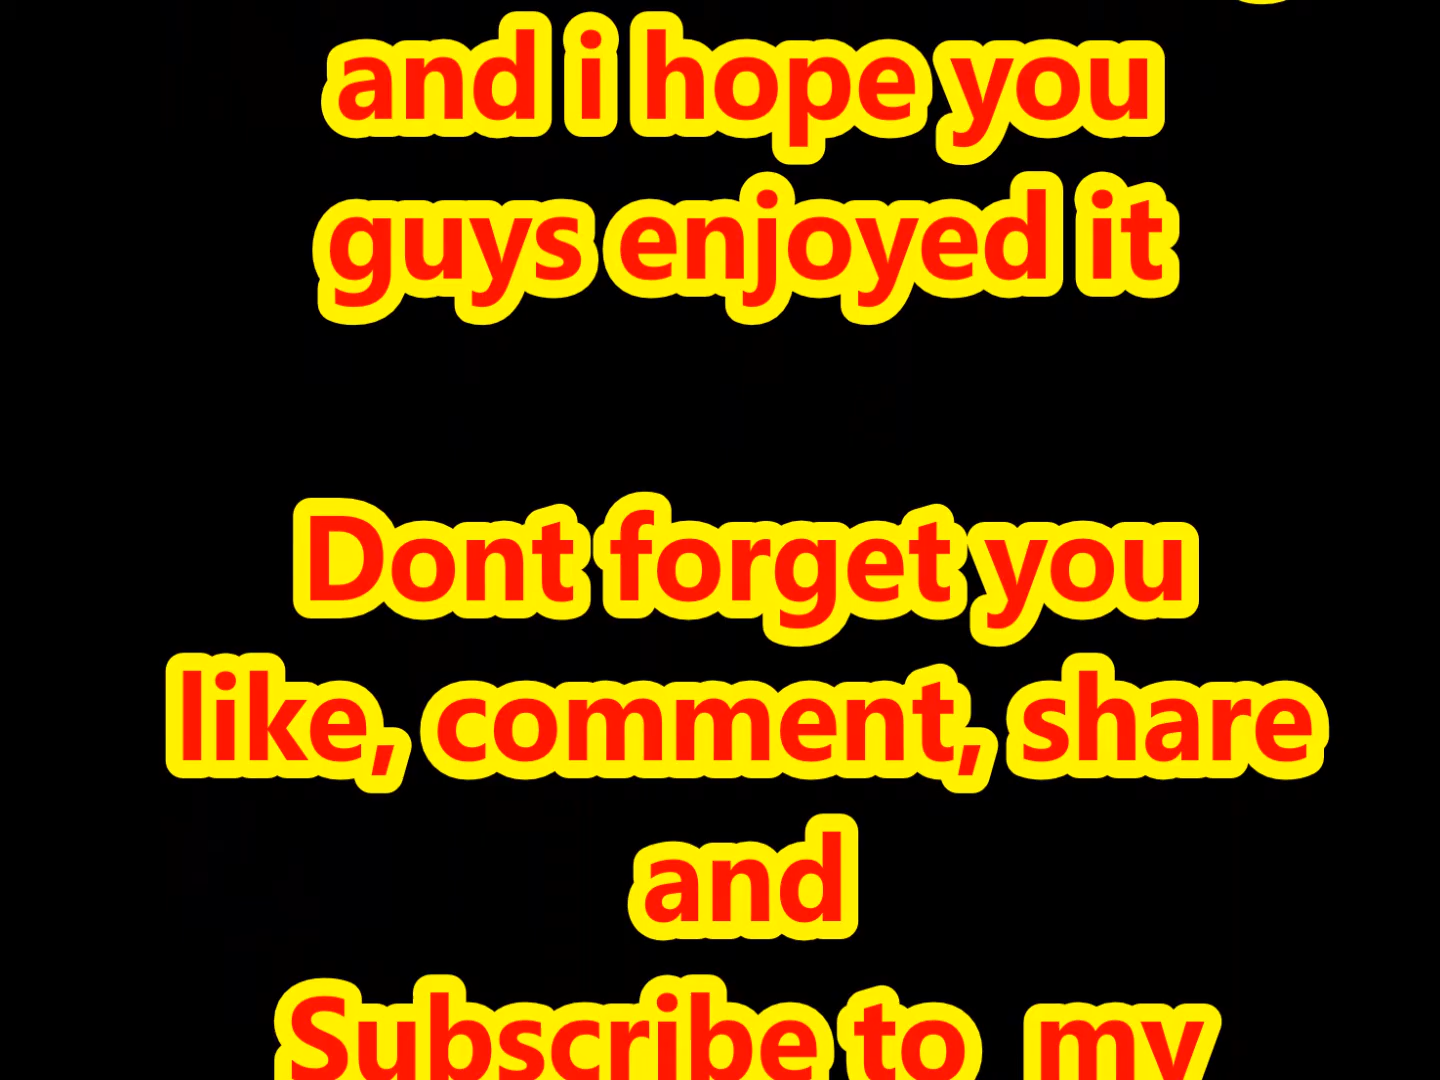 and i hope you
guys enjoyed it
Dont forget you
like, comment, share
and
Subscribe to my